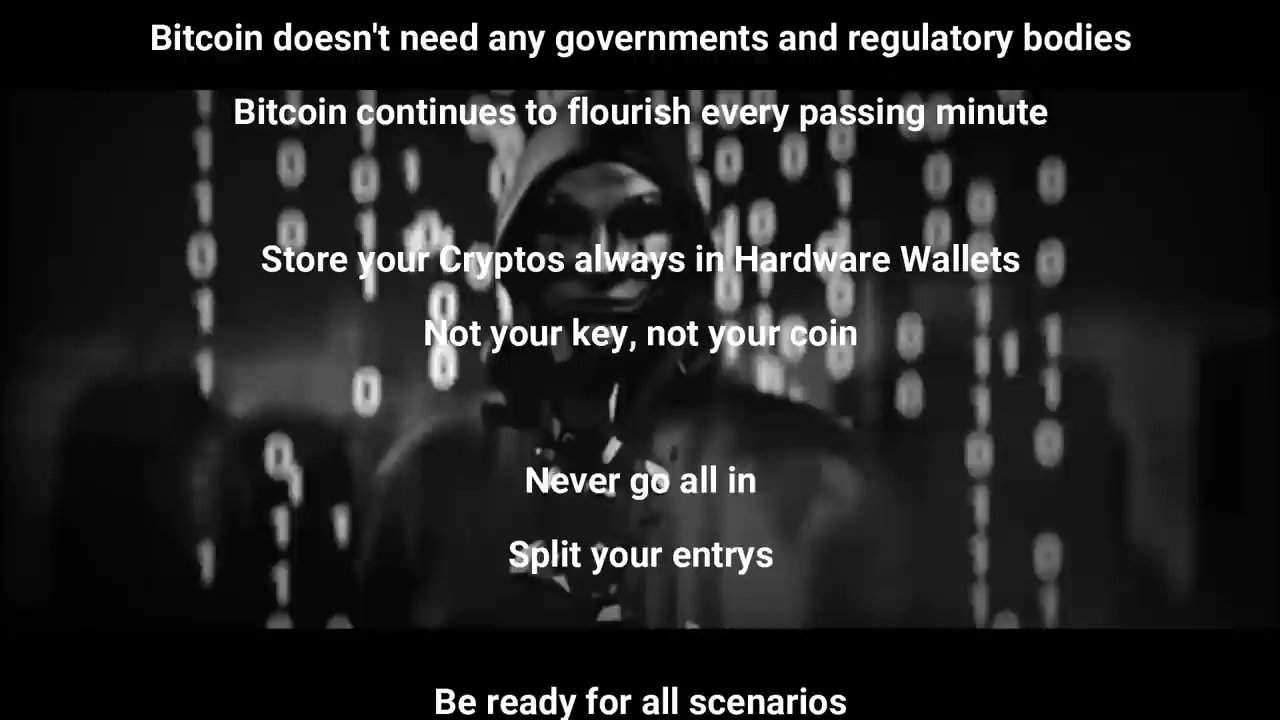 Bitcoin doesn't need any governments and regulatory bodies
Bitcoin continues to flourish every passing minute
Store your Cryptos always in Hardware Wallets
Not your key, not your coin
Never go all in
Split your entrys
Be ready for all scenarios